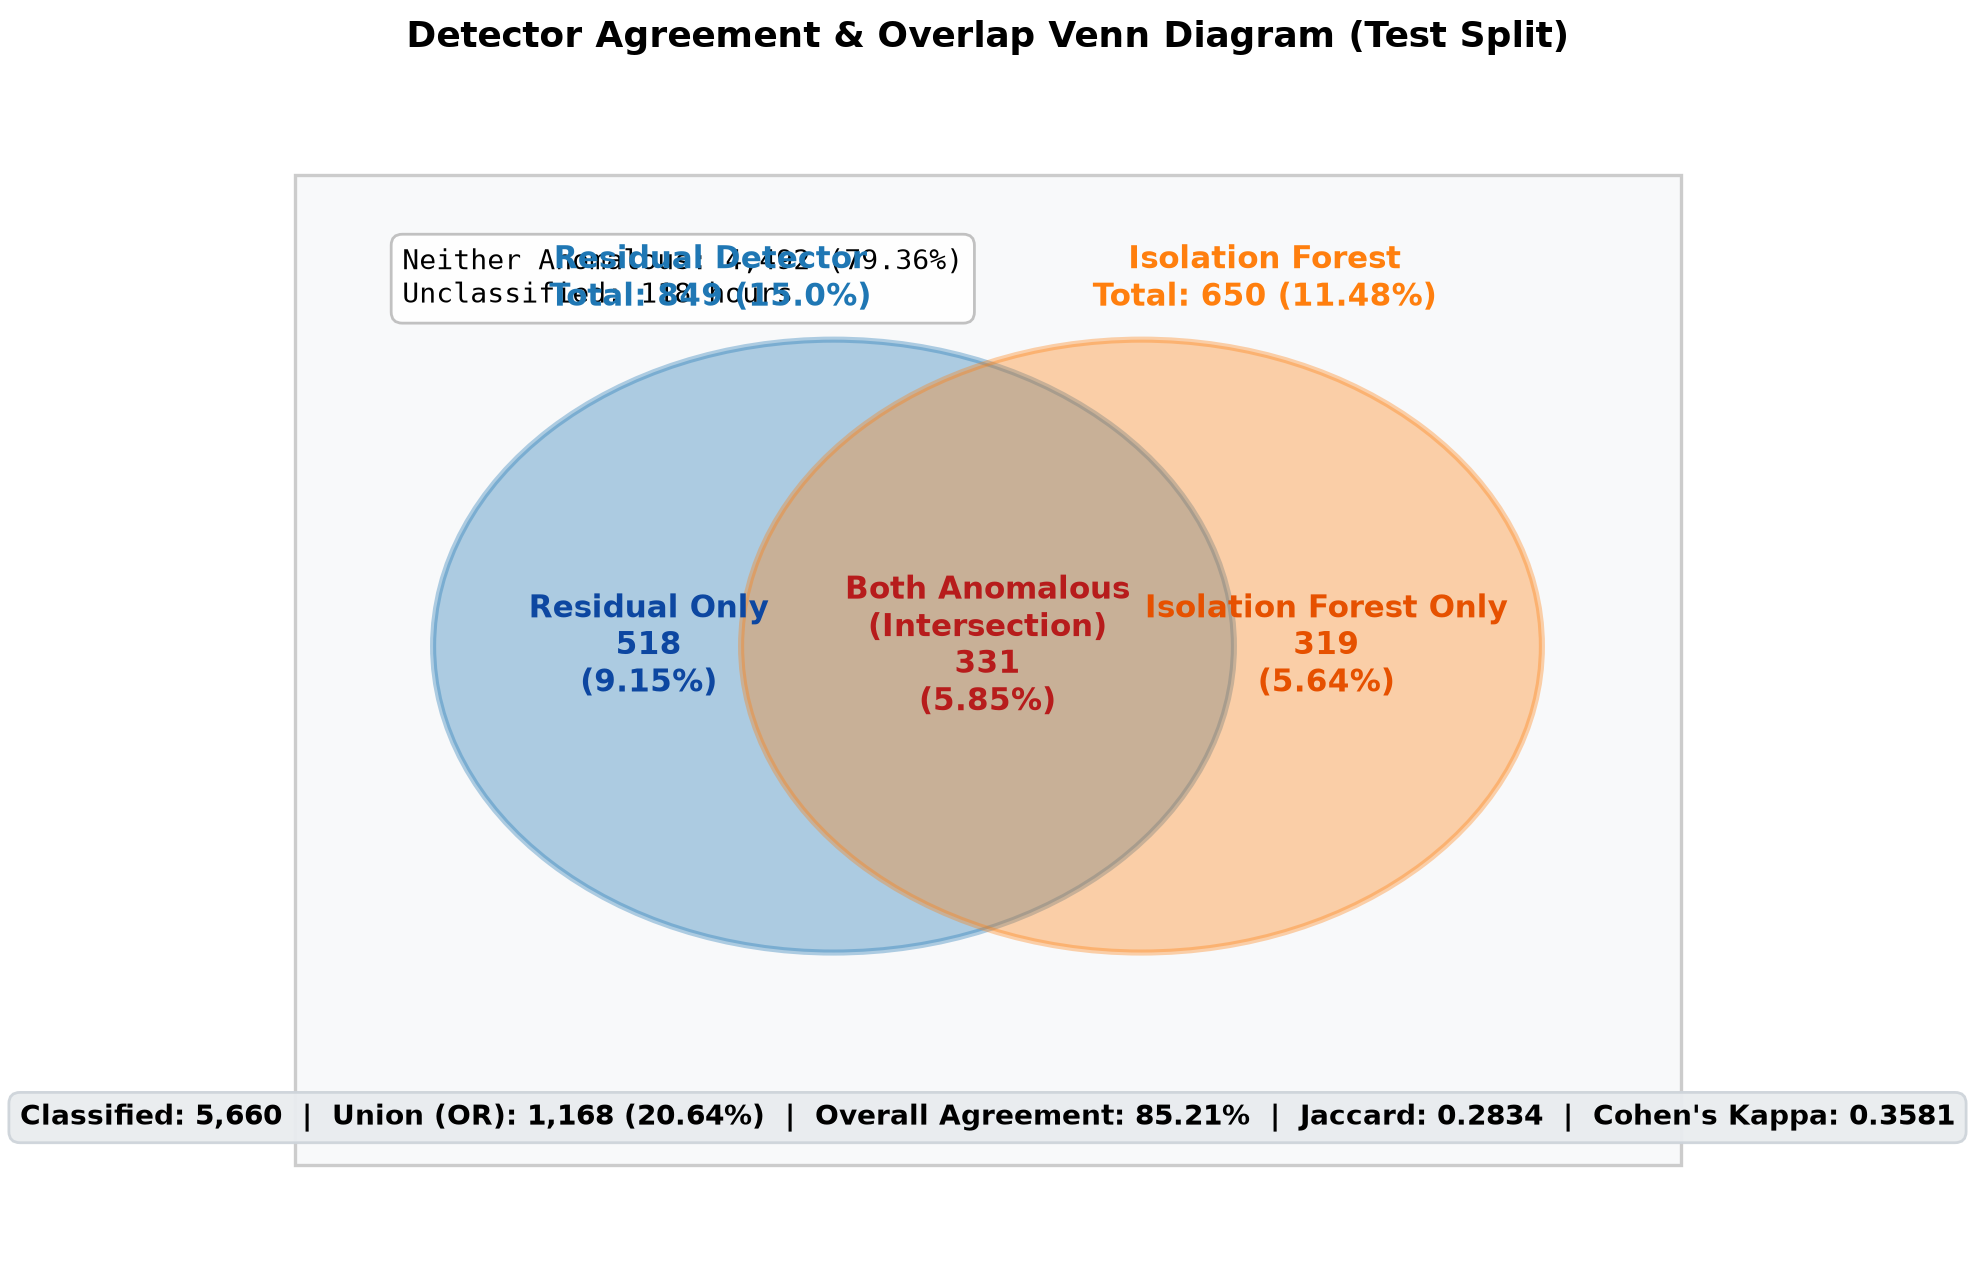 Detector Agreement & Overlap Venn Diagram (Test Split)
Neither Anomalous: 4,492 (79.36%)
Unclassified: 118 hours
Residual Detector
Total: 849 (15.0%)
Isolation Forest
Total: 650 (11.48%)
Residual Only
518
(9.15%)
Both Anomalous
(Intersection)
331
(5.85%)
Isolation Forest Only
319
(5.64%)
Classified: 5,660 | Union (OR): 1,168 (20.64%) | Overall Agreement: 85.21% | Jaccard: 0.2834 | Cohen's Kappa: 0.3581